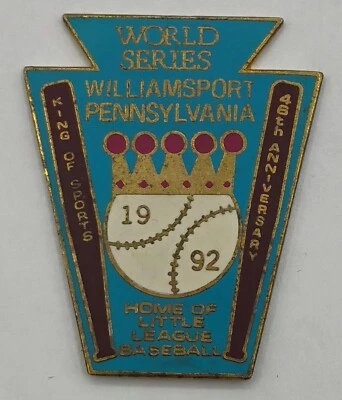 WORLD
SERIES
WILLIAMSPORT
PENNSYLVANIA
KING OF SPORTS
46th ANNIVERSARY
19
92
HOME OF
LITTLE
LEAGUE
BASEBALL